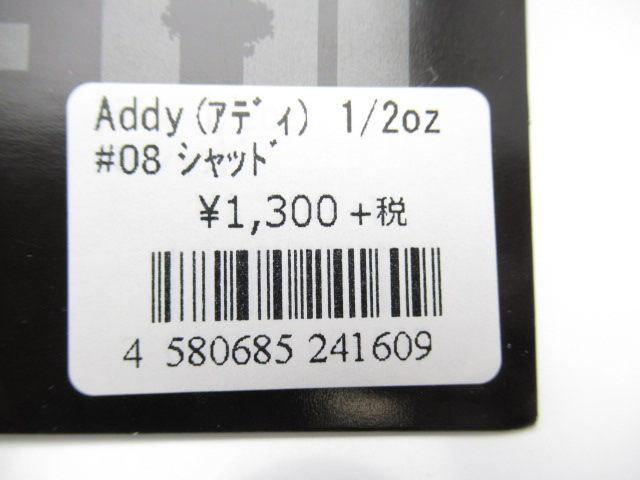 Addy(ｱﾃﾞｨ) 1/2oz
#08 ｼｬｯﾄﾞ
¥1,300+税
4 580685 241609